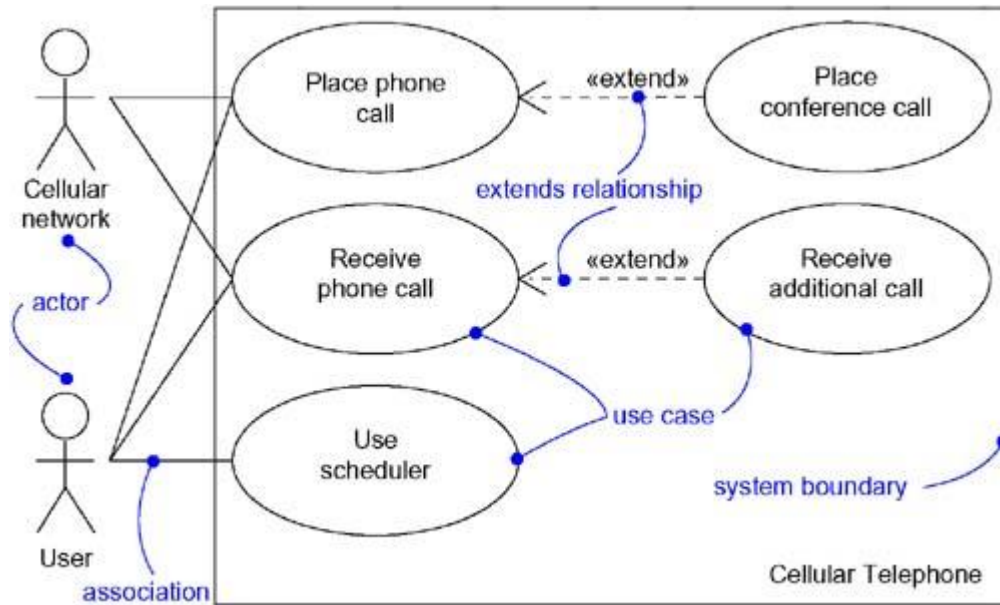 Place phone
call
«extend»
Place
conference call
Cellular
network
extends relationship
Receive
phone call
«extend»
Receive
additional call
actor
use case
Use
scheduler
system boundary
User
association
Cellular Telephone